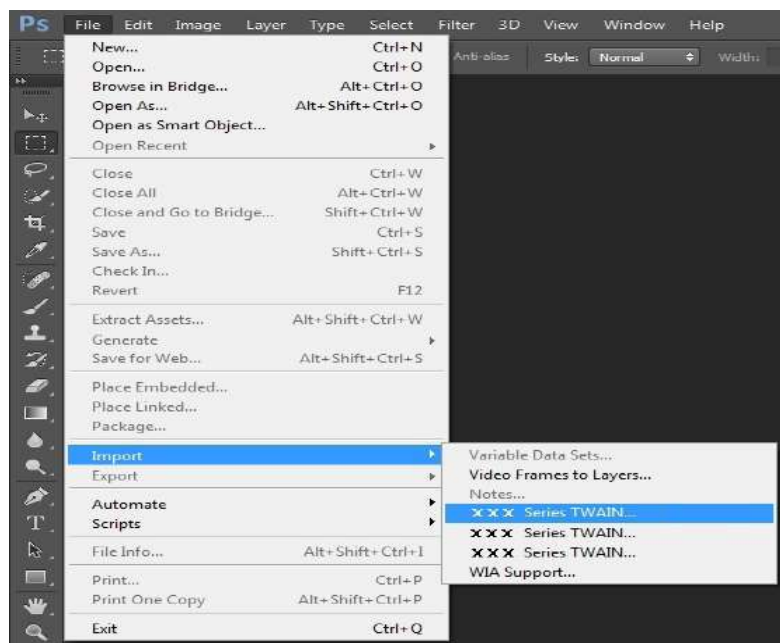 Ps File Edit Image Layer Type Select Filter 3D View Window Help
Anti-alias Style: Normal Width:
New... Ctrl+N
Open... Ctrl+O
Browse in Bridge... Alt+Ctrl+O
Open As... Alt+Shift+Ctrl+O
Open as Smart Object...
Open Recent
Close Ctrl+W
Close All Alt+Ctrl+W
Close and Go to Bridge... Shift+Ctrl+W
Save Ctrl+S
Save As... Shift+Ctrl+S
Check In...
Revert F12
Extract Assets... Alt+Shift+Ctrl+W
Generate
Save for Web... Alt+Shift+Ctrl+S
Place Embedded...
Place Linked...
Package...
Import
Export
Automate
Scripts
File Info... Alt+Shift+Ctrl+I
Print... Ctrl+P
Print One Copy Alt+Shift+Ctrl+P
Exit Ctrl+Q
Variable Data Sets...
Video Frames to Layers...
Notes...
XXX Series TWAIN...
XXX Series TWAIN...
XXX Series TWAIN...
WIA Support...